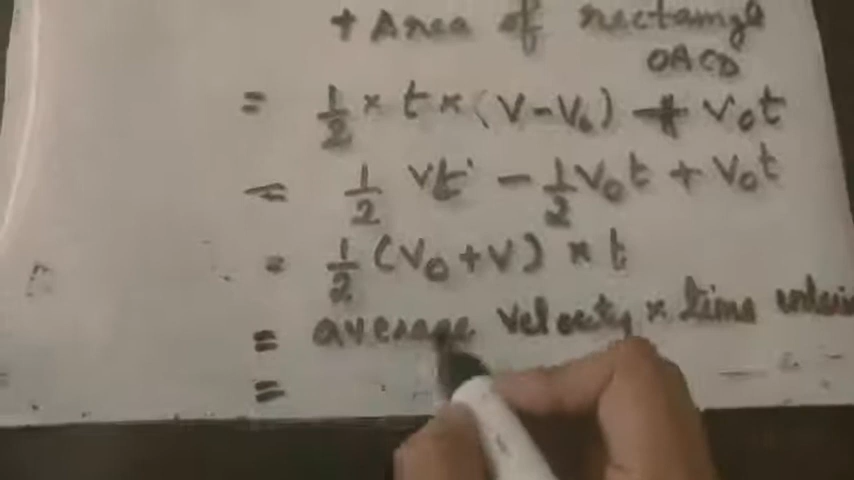 + Area of rectangle
OACD
= 1/2 × t × (V-V₀) + V₀t
= 1/2 Vt - 1/2 V₀t + V₀t
= 1/2 (V₀+V) × t
= average velocity × time
=